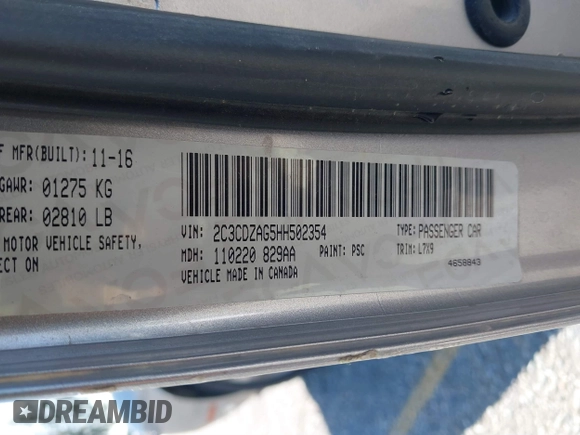 F MFR(BUILT): 11-16
GAWR: 01275 KG
REAR: 02810 LB
MOTOR VEHICLE SAFETY,
ECT ON
VIN: 2C3CDZAG5HH502354
TYPE: PASSENGER CAR
MDH: 110220 829AA
PAINT: PSC
TRIM: L7X9
VEHICLE MADE IN CANADA
4658843
DREAMBID